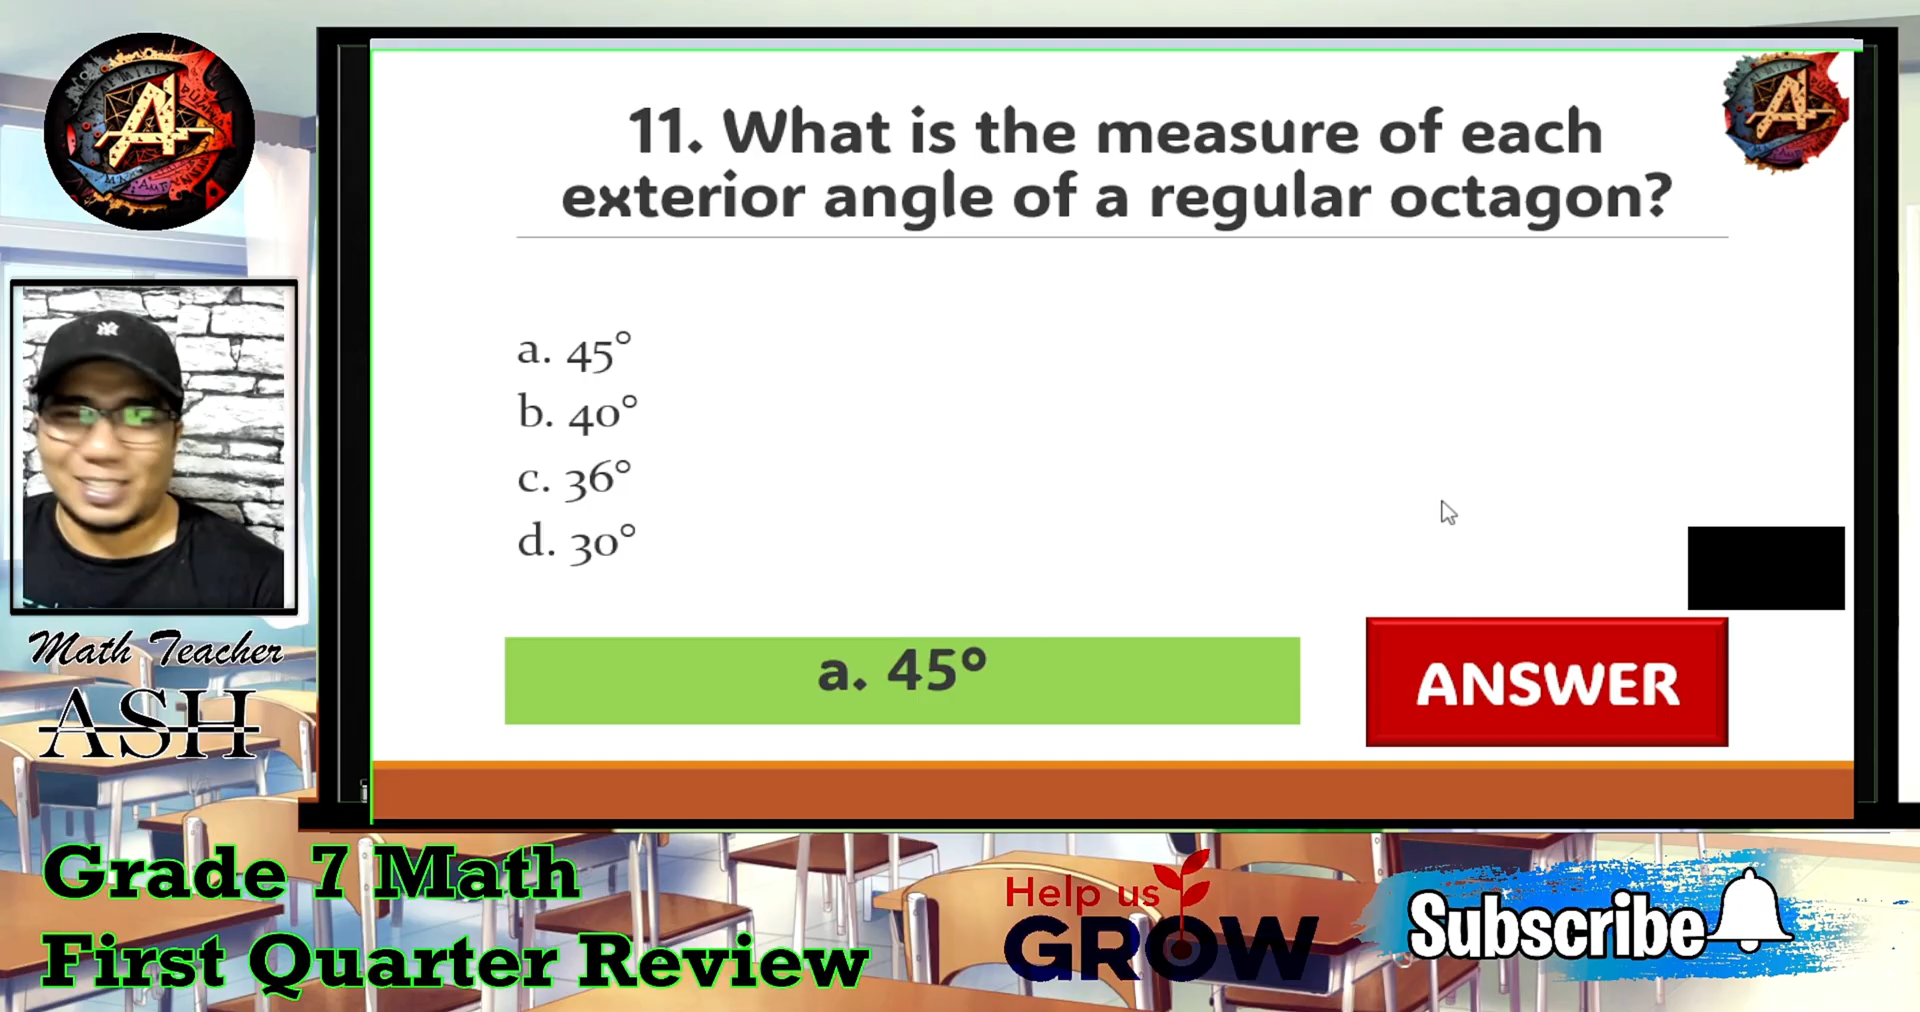 11. What is the measure of each
exterior angle of a regular octagon?
a. 45°
b. 40°
c. 36°
d. 30°
a. 45°
ANSWER
Math Teacher
ASH
Grade 7 Math
First Quarter Review
Help us
GROW
Subscribe